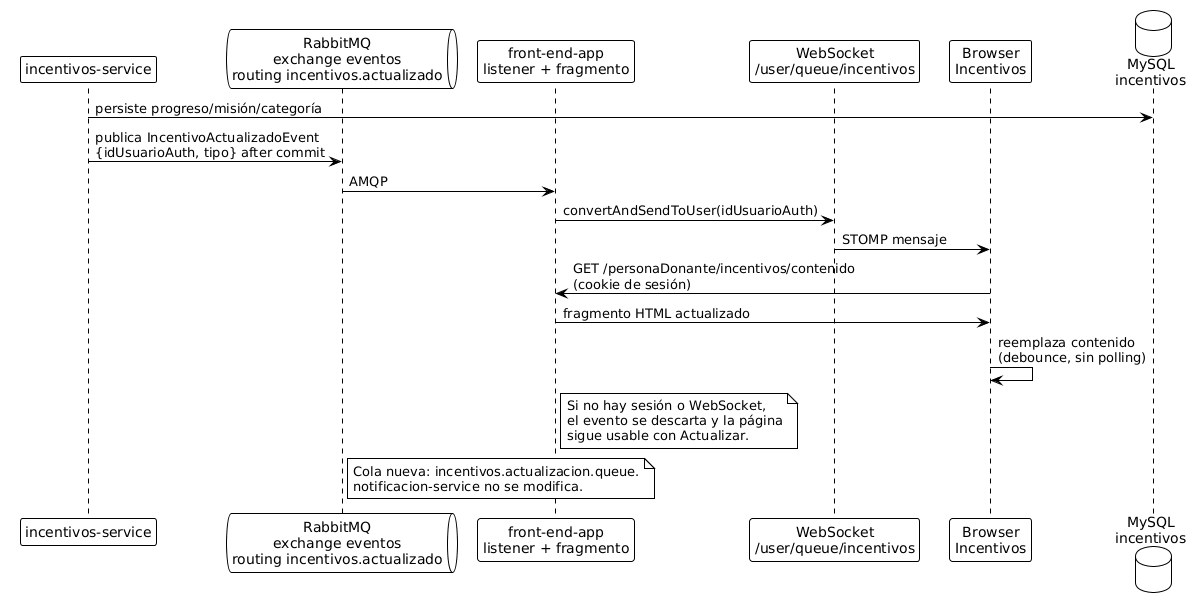 incentivos-service
RabbitMQ
exchange eventos
routing incentivos.actualizado
front-end-app
listener + fragmento
WebSocket
/user/queue/incentivos
Browser
Incentivos
MySQL
incentivos
persiste progreso/misión/categoría
publica IncentivoActualizadoEvent
{idUsuarioAuth, tipo} after commit
AMQP
convertAndSendToUser(idUsuarioAuth)
STOMP mensaje
GET /personaDonante/incentivos/contenido
(cookie de sesión)
fragmento HTML actualizado
reemplaza contenido
(debounce, sin polling)
Si no hay sesión o WebSocket,
el evento se descarta y la página
sigue usable con Actualizar.
Cola nueva: incentivos.actualizacion.queue.
notificacion-service no se modifica.
incentivos-service
RabbitMQ
exchange eventos
routing incentivos.actualizado
front-end-app
listener + fragmento
WebSocket
/user/queue/incentivos
Browser
Incentivos
MySQL
incentivos